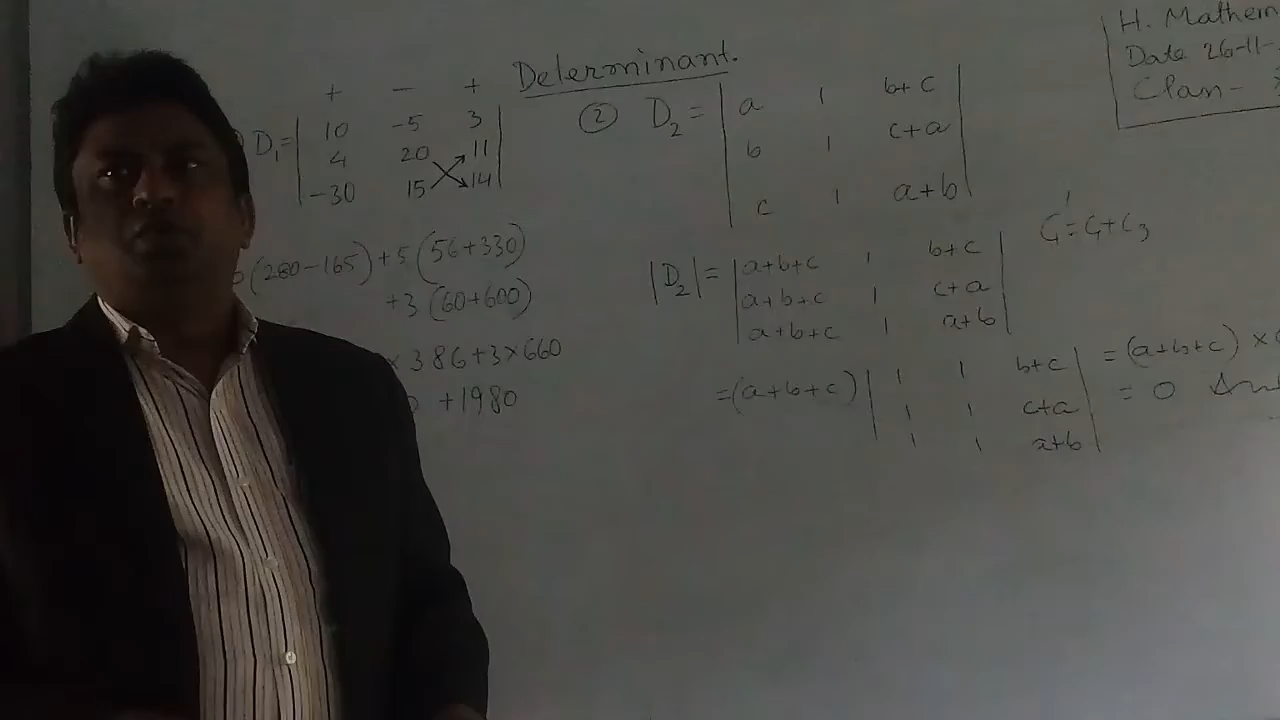 Determinant.
H. Mathem
Date 26-11-
Class-
+ − +
D₁= | 10 -5 3 |
| 4 20 11 |
| -30 15 14 |
(280-165)+5(56+330)
+3(60+600)
× 386+3×660
+1980
② D₂= | a 1 b+c |
| b 1 c+a |
| c 1 a+b |
C₁'=C₁+C₃
|D₂|= | a+b+c 1 b+c |
| a+b+c 1 c+a |
| a+b+c 1 a+b |
=(a+b+c) | 1 1 b+c |
| 1 1 c+a |
| 1 1 a+b |
=(a+b+c)×
= 0